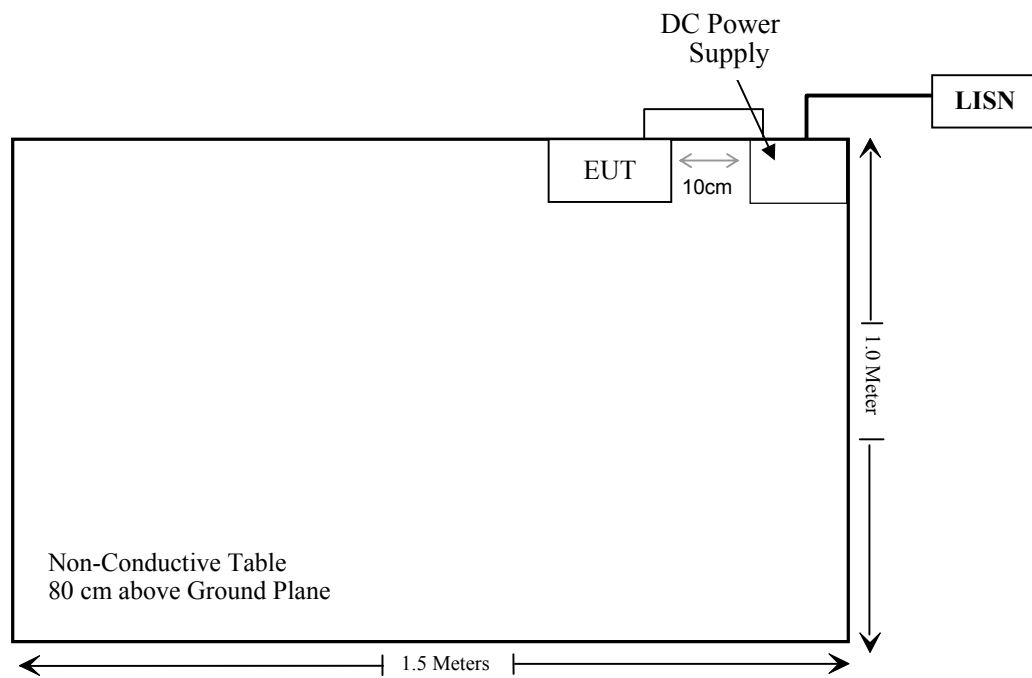 DC Power
Supply
LISN
EUT
10cm
1.0 Meter
Non-Conductive Table
80 cm above Ground Plane
1.5 Meters